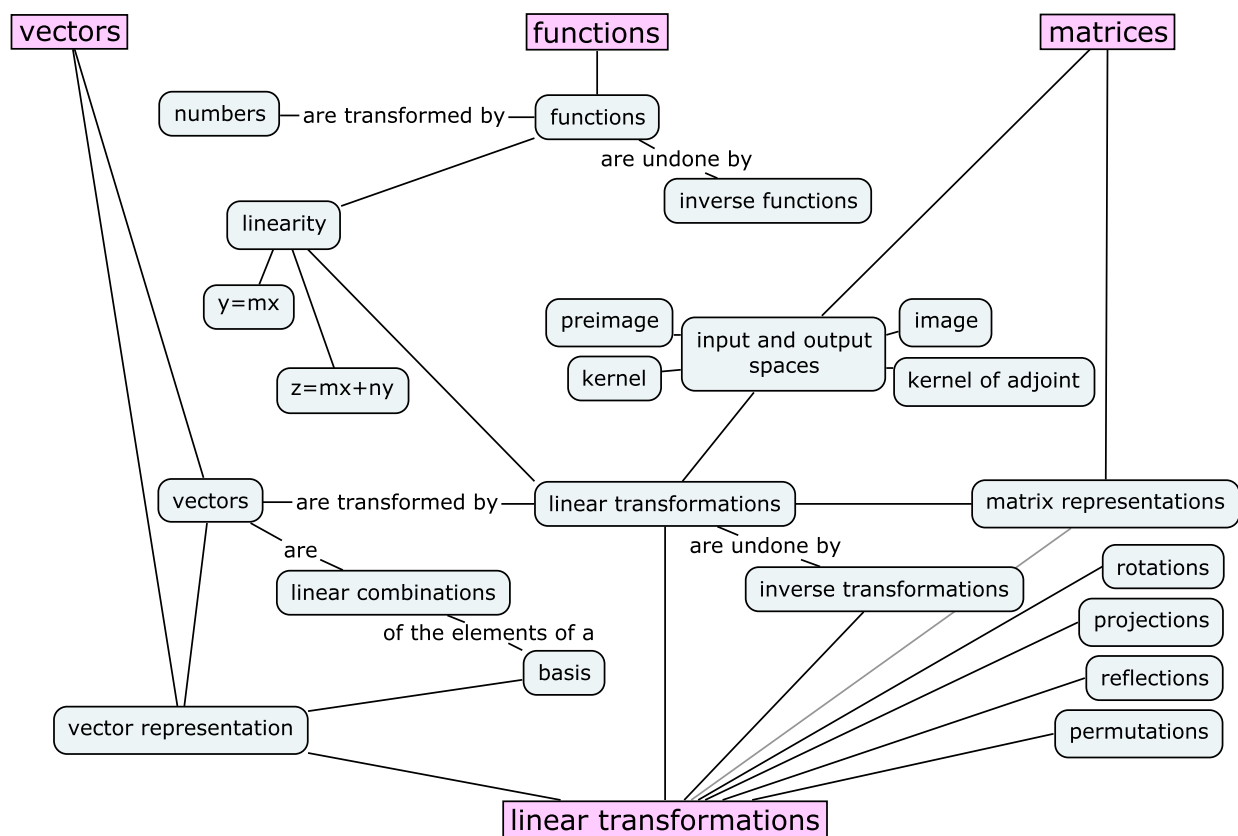 vectors
functions
matrices
numbers
are transformed by
functions
are undone by
inverse functions
linearity
y=mx
z=mx+ny
preimage
input and output
spaces
image
kernel
kernel of adjoint
vectors
are transformed by
linear transformations
matrix representations
are
linear combinations
of the elements of a
basis
are undone by
inverse transformations
rotations
projections
reflections
permutations
vector representation
linear transformations